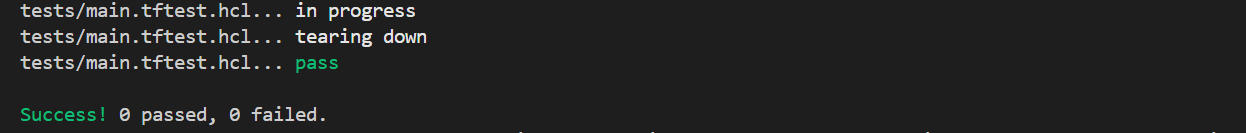 tests/main.tftest.hcl... in progress
tests/main.tftest.hcl... tearing down
tests/main.tftest.hcl... pass
Success! 0 passed, 0 failed.